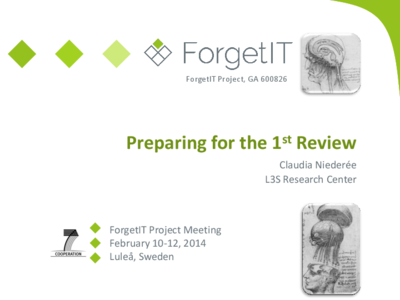 ForgetIT
ForgetIT Project, GA 600826
Preparing for the 1st Review
Claudia Niederée
L3S Research Center
ForgetIT Project Meeting
February 10-12, 2014
Luleå, Sweden
7
COOPERATION